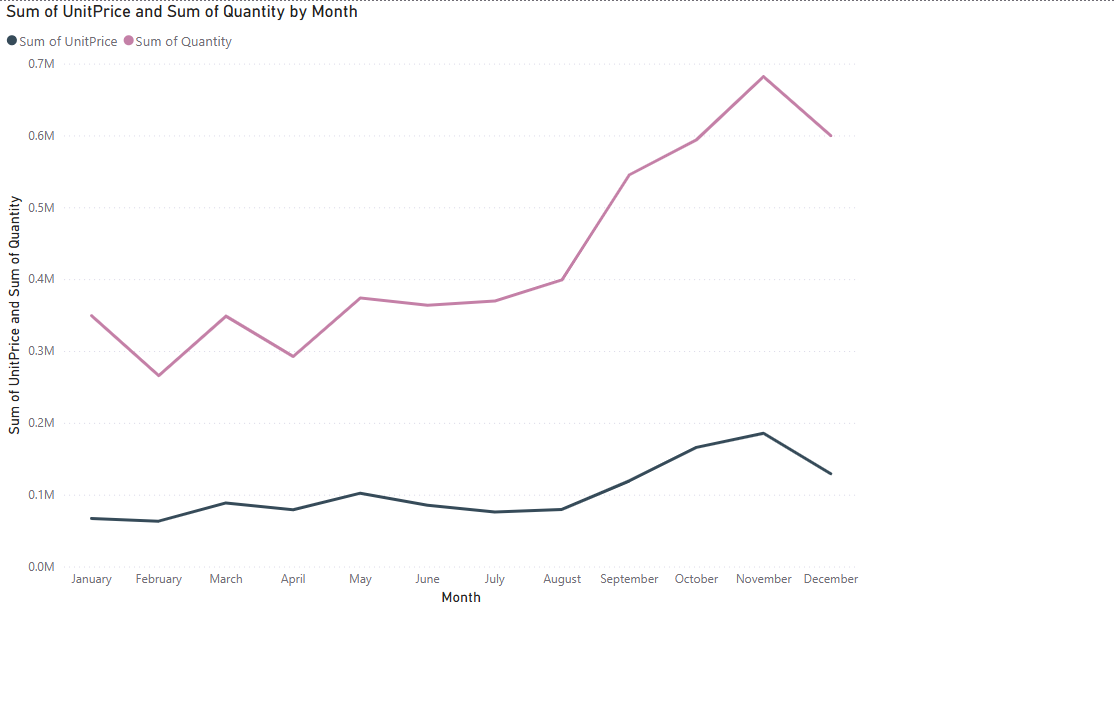 Sum of UnitPrice and Sum of Quantity by Month
Sum of UnitPrice Sum of Quantity
Sum of UnitPrice and Sum of Quantity
0.7M
0.6M
0.5M
0.4M
0.3M
0.2M
0.1M
0.0M
January February March April May June July August September October November December
Month